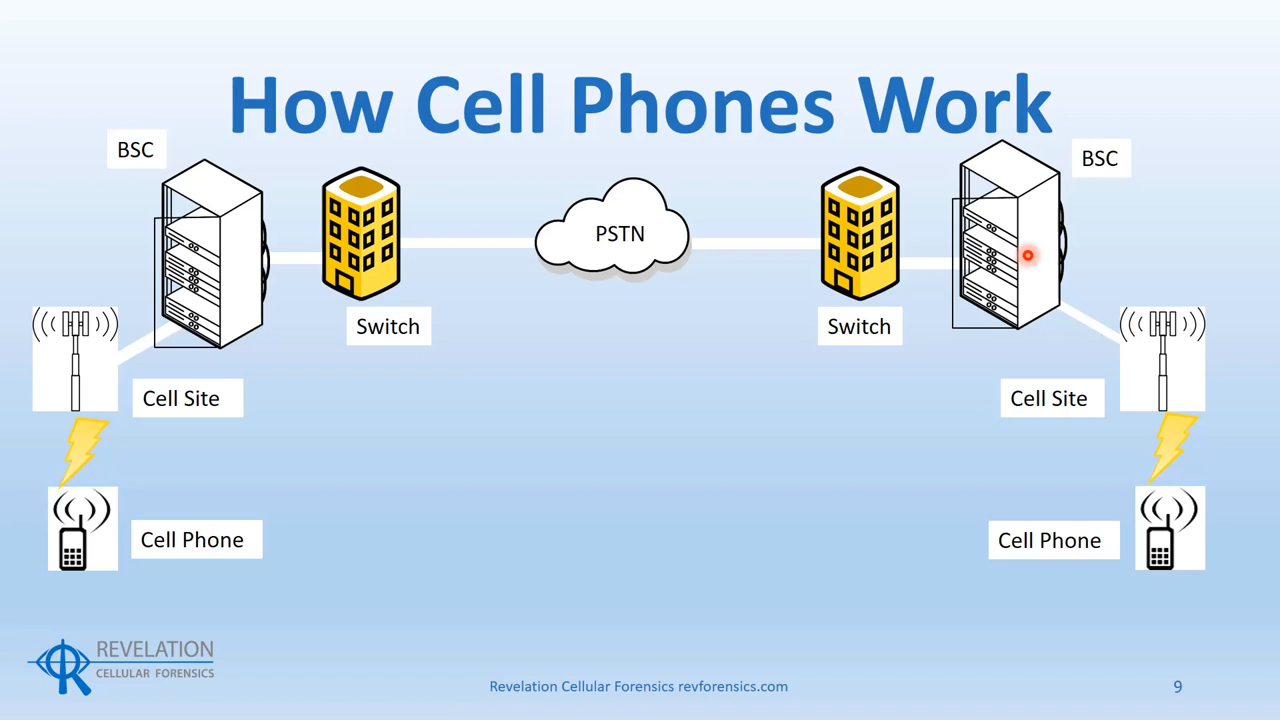 How Cell Phones Work
BSC
BSC
PSTN
Switch
Switch
Cell Site
Cell Site
Cell Phone
Cell Phone
REVELATION
CELLULAR FORENSICS
Revelation Cellular Forensics revforensics.com
9